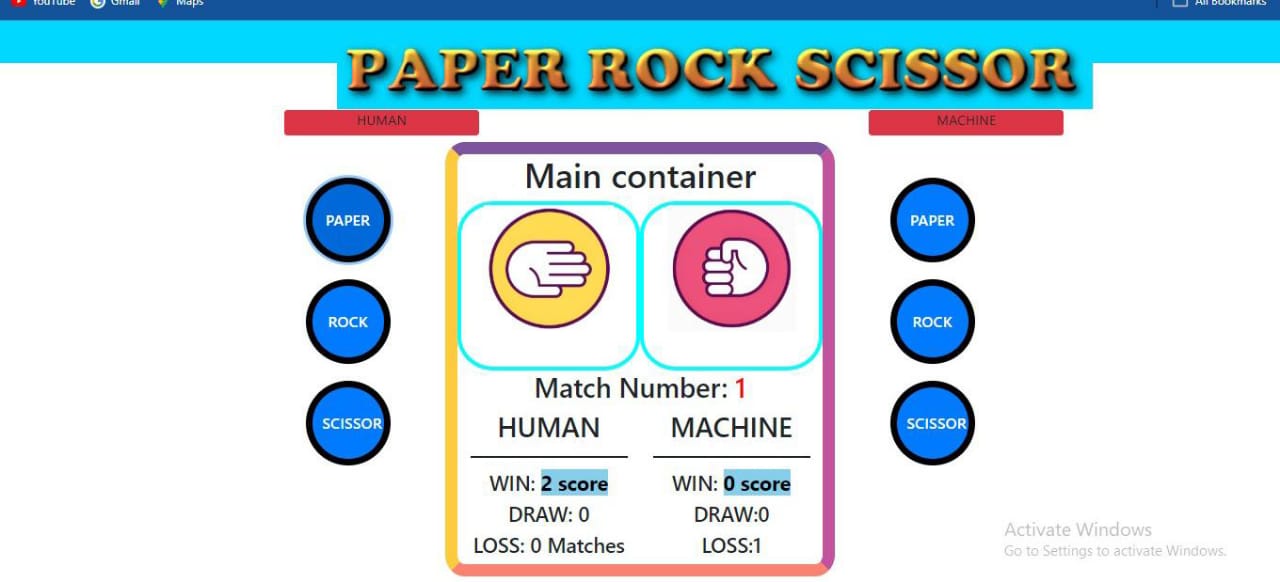 YouTube Gmail Maps All Bookmarks
PAPER ROCK SCISSOR
HUMAN MACHINE
Main container
PAPER PAPER
ROCK ROCK
SCISSOR SCISSOR
Match Number: 1
HUMAN MACHINE
WIN: 2 score WIN: 0 score
DRAW: 0 DRAW:0
LOSS: 0 Matches LOSS:1
Activate Windows
Go to Settings to activate Windows.